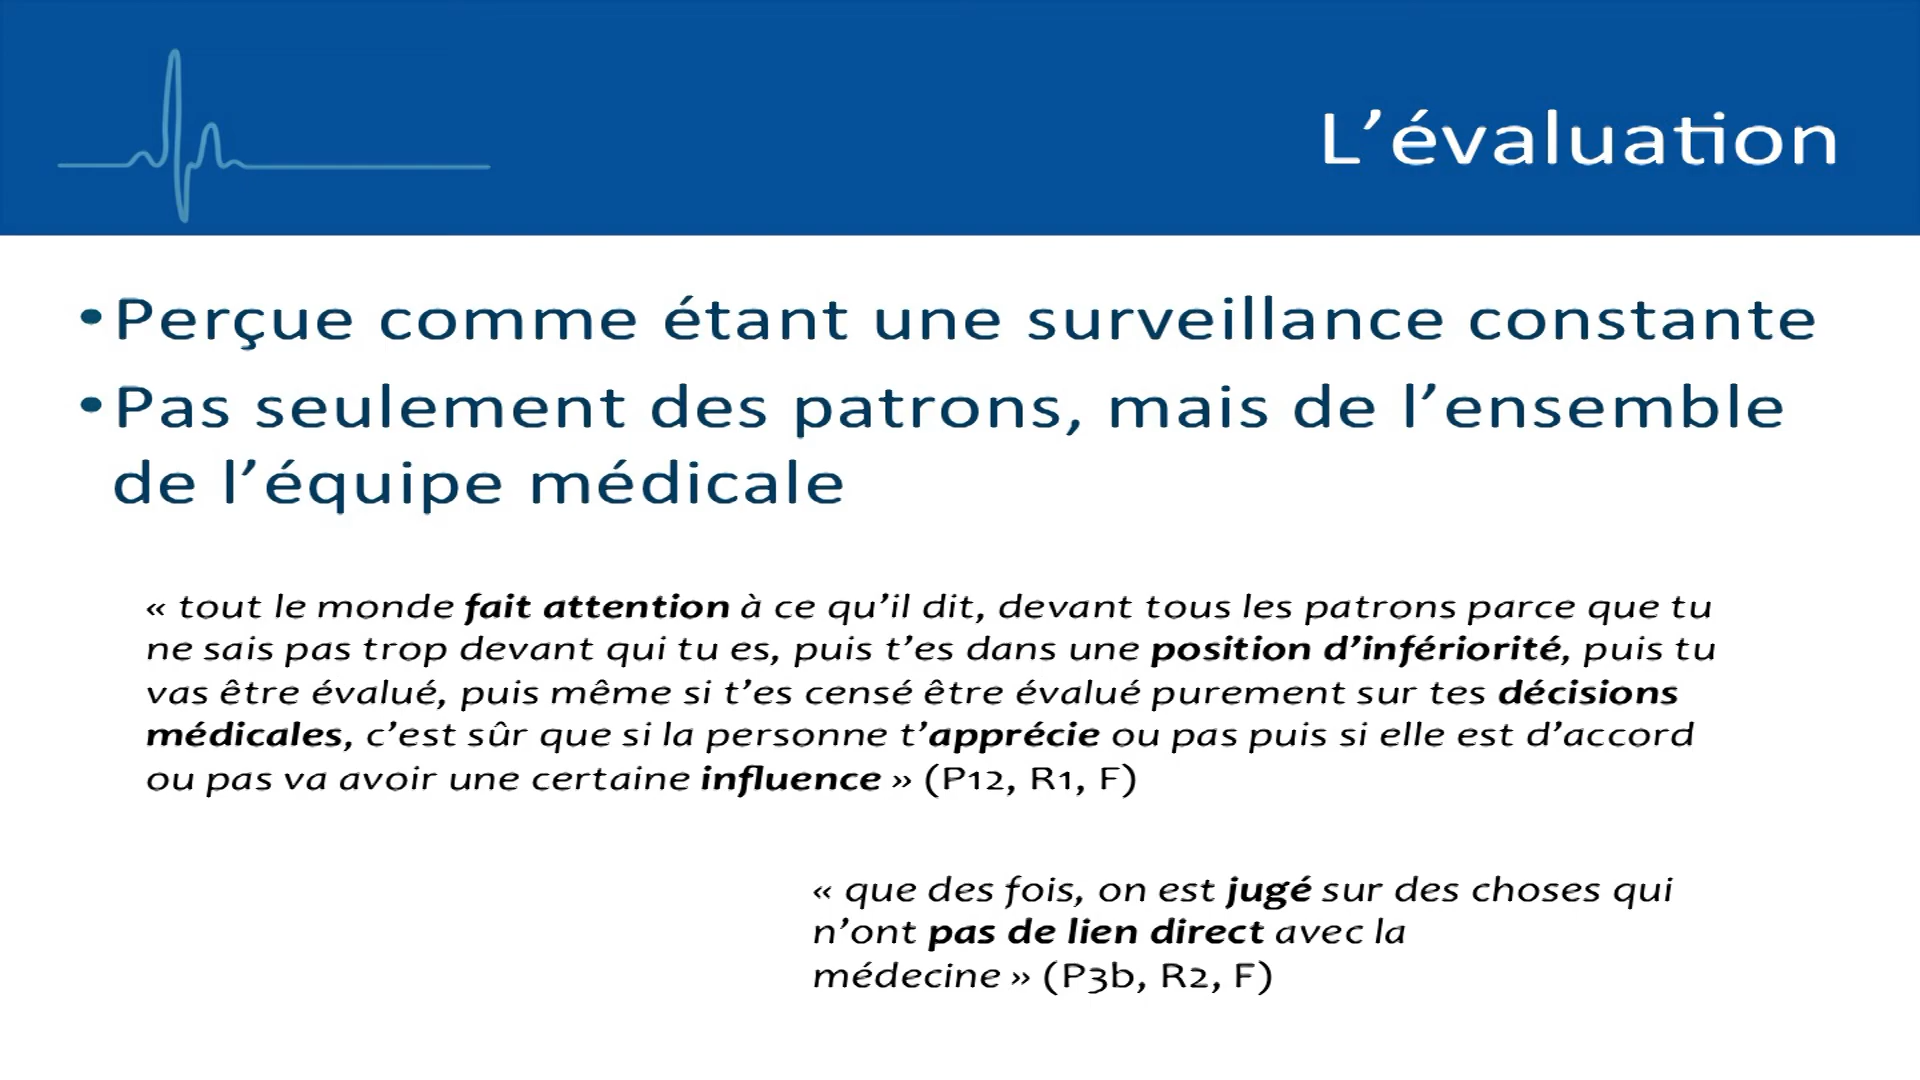 L’évaluation
•Perçue comme étant une surveillance constante
•Pas seulement des patrons, mais de l’ensemble
de l’équipe médicale
« tout le monde fait attention à ce qu’il dit, devant tous les patrons parce que tu
ne sais pas trop devant qui tu es, puis t’es dans une position d’infériorité, puis tu
vas être évalué, puis même si t’es censé être évalué purement sur tes décisions
médicales, c’est sûr que si la personne t’apprécie ou pas puis si elle est d’accord
ou pas va avoir une certaine influence » (P12, R1, F)
« que des fois, on est jugé sur des choses qui
n’ont pas de lien direct avec la
médecine » (P3b, R2, F)